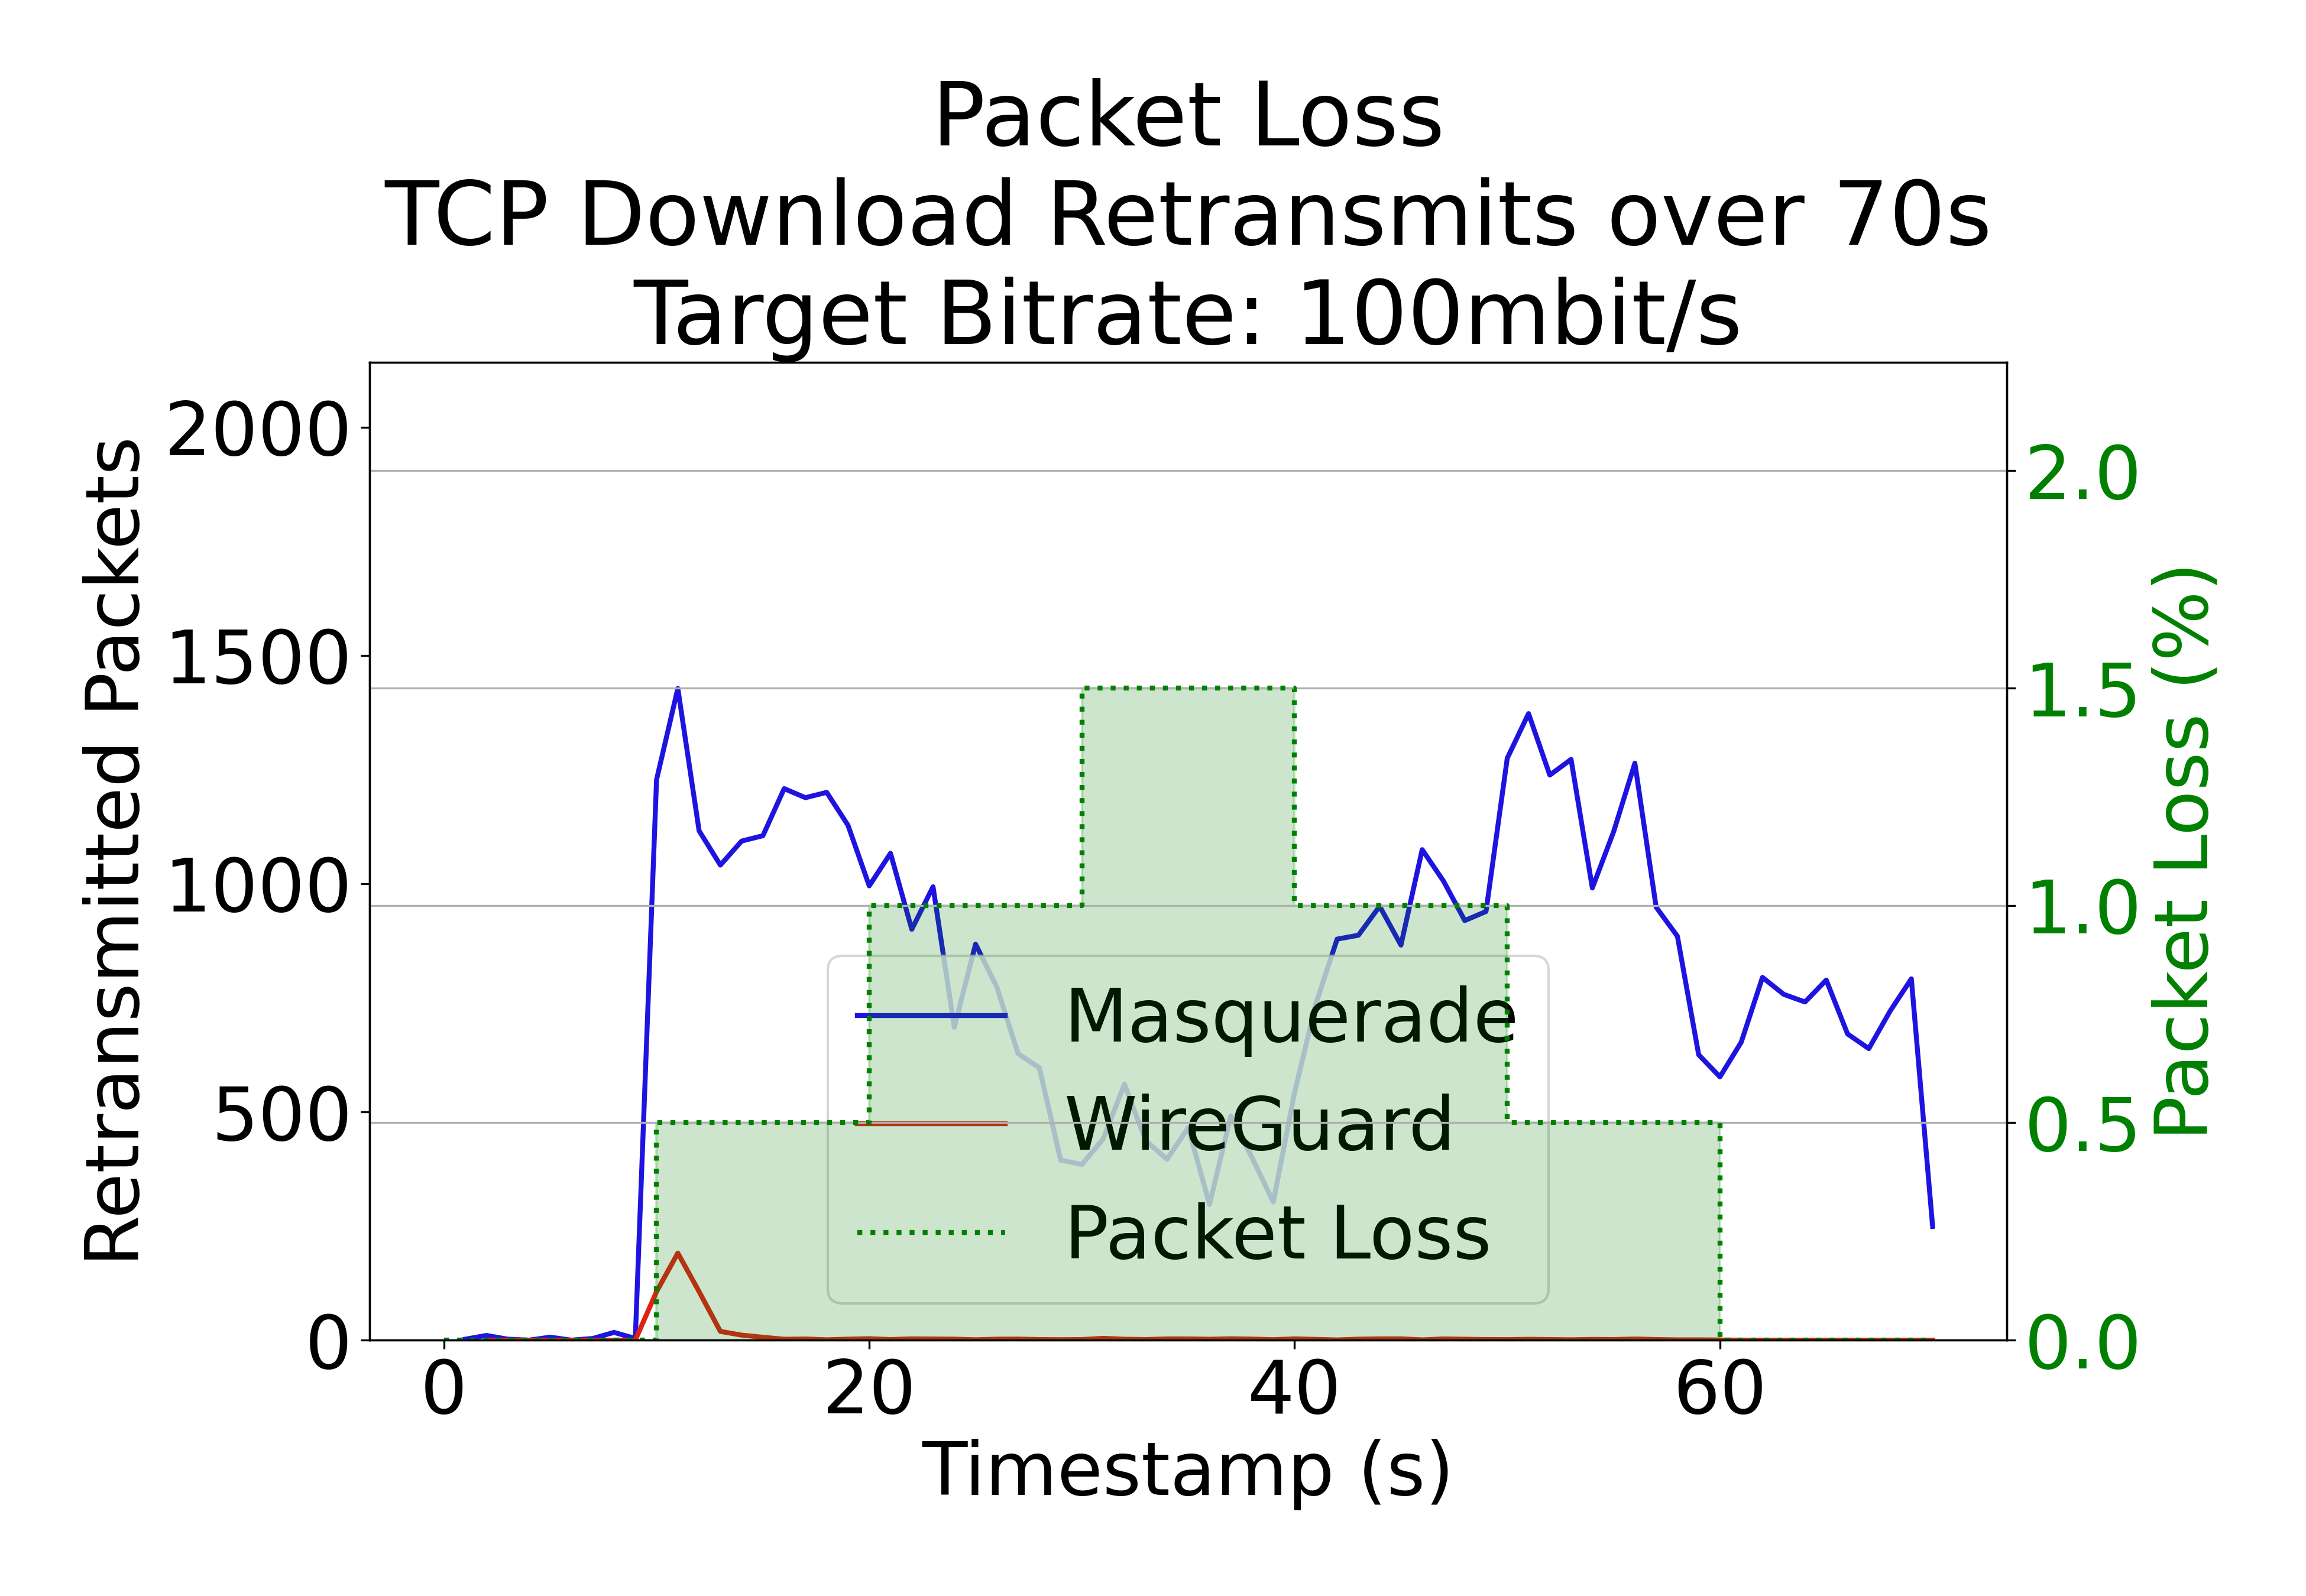 Packet Loss
TCP Download Retransmits over 70s
Target Bitrate: 100mbit/s
Retransmitted Packets
2000
1500
1000
500
0
2.0
1.5
1.0
0.5
0.0
Packet Loss (%)
Masquerade
WireGuard
Packet Loss
0 20 40 60
Timestamp (s)